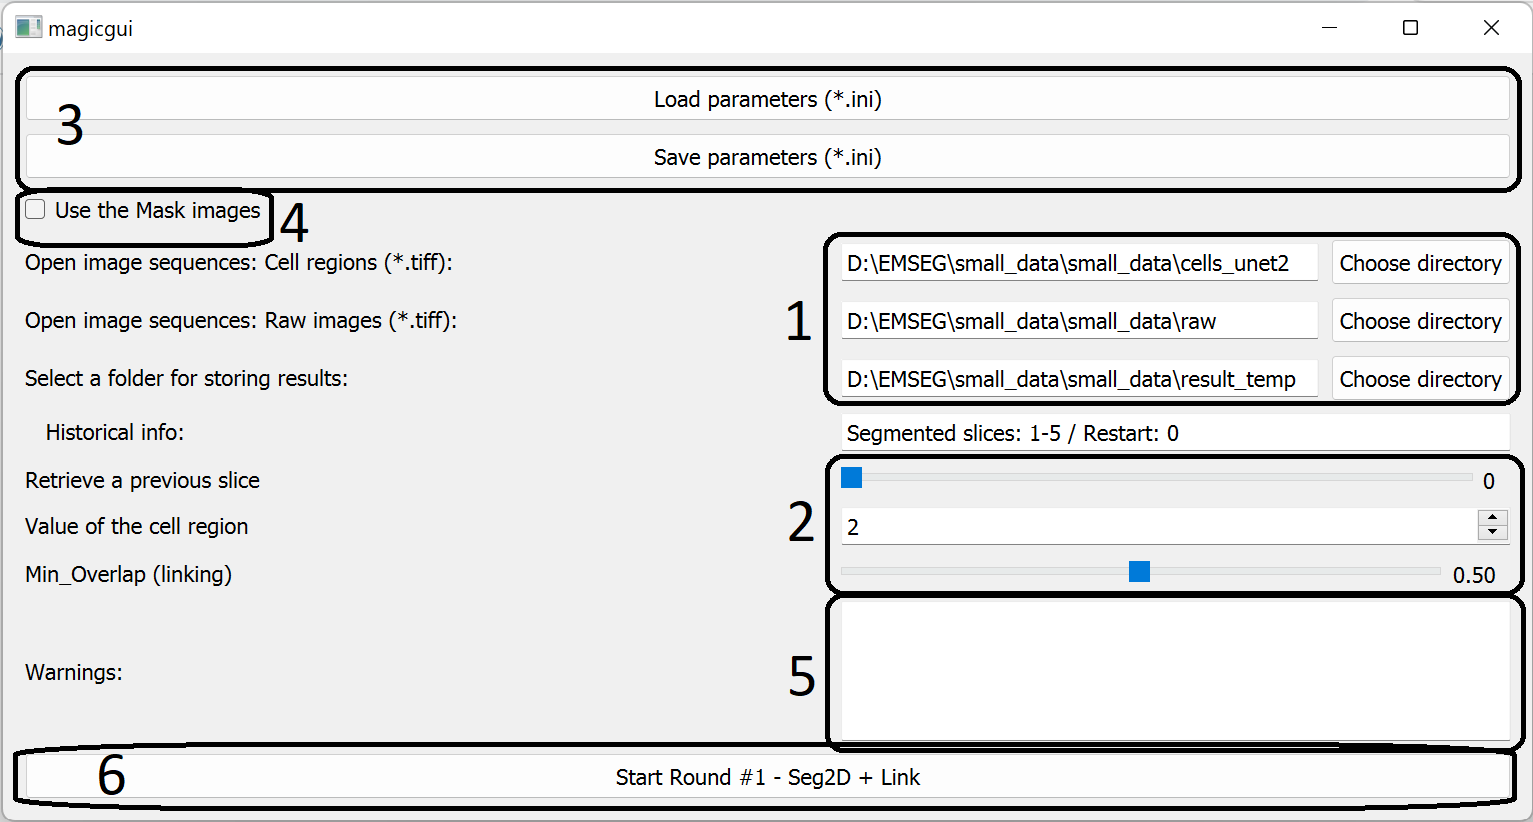 magicgui
Load parameters (*.ini)
3
Save parameters (*.ini)
Use the Mask images
4
Open image sequences: Cell regions (*.tiff):
D:\EMSEG\small_data\small_data\cells_unet2
Choose directory
Open image sequences: Raw images (*.tiff):
1
D:\EMSEG\small_data\small_data\raw
Choose directory
Select a folder for storing results:
D:\EMSEG\small_data\small_data\result_temp
Choose directory
Historical info:
Segmented slices: 1-5 / Restart: 0
Retrieve a previous slice
0
Value of the cell region
2
2
Min_Overlap (linking)
0.50
Warnings:
5
6
Start Round #1 - Seg2D + Link